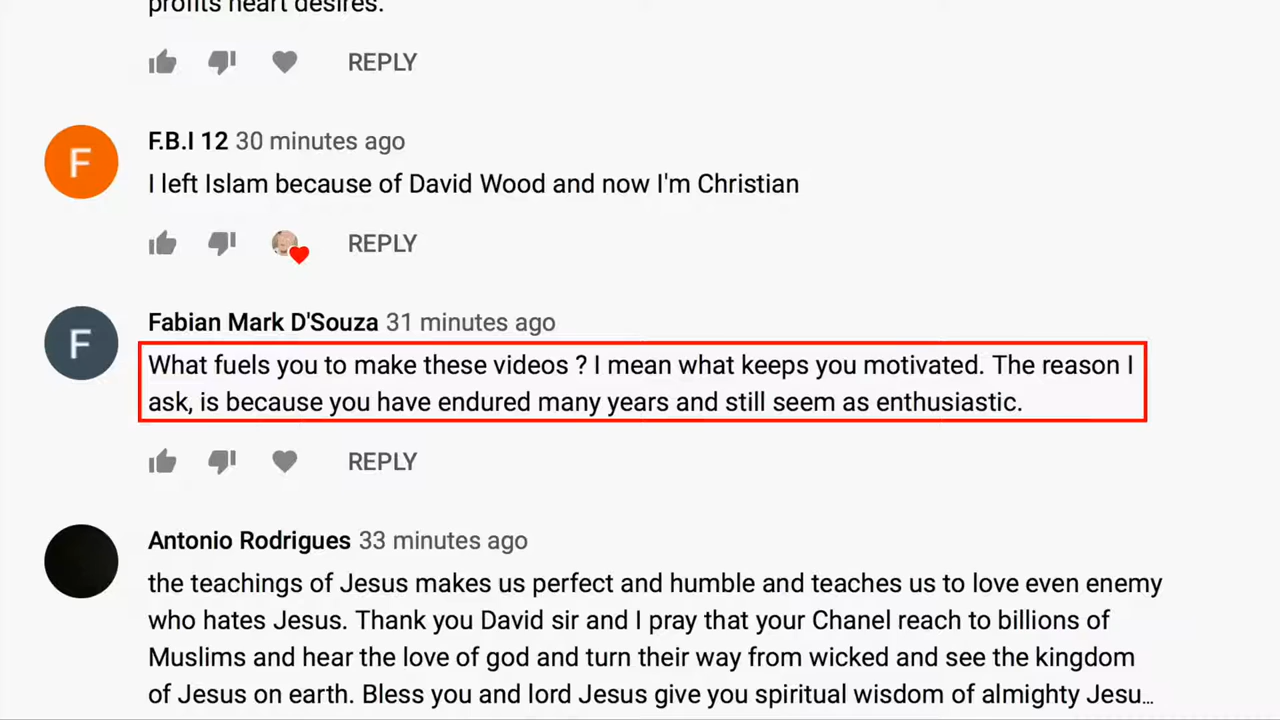 profits heart desires.
REPLY
F
F.B.I 12 30 minutes ago
I left Islam because of David Wood and now I'm Christian
REPLY
F
Fabian Mark D'Souza 31 minutes ago
What fuels you to make these videos ? I mean what keeps you motivated. The reason I
ask, is because you have endured many years and still seem as enthusiastic.
REPLY
Antonio Rodrigues 33 minutes ago
the teachings of Jesus makes us perfect and humble and teaches us to love even enemy
who hates Jesus. Thank you David sir and I pray that your Chanel reach to billions of
Muslims and hear the love of god and turn their way from wicked and see the kingdom
of Jesus on earth. Bless you and lord Jesus give you spiritual wisdom of almighty Jesu…